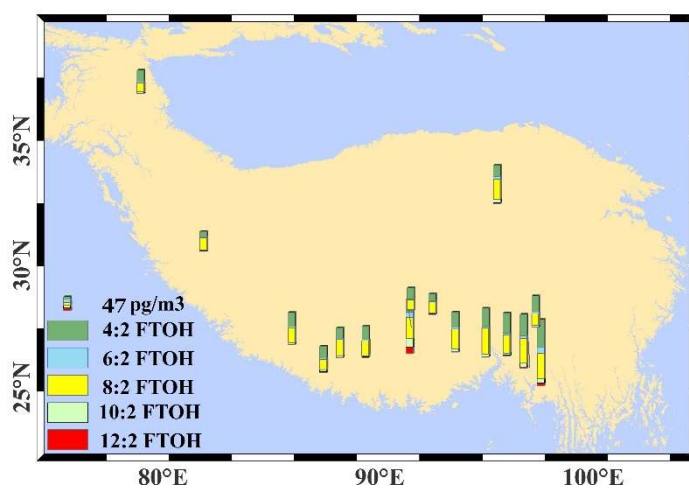 35°N
30°N
25°N
47 pg/m3
4:2 FTOH
6:2 FTOH
8:2 FTOH
10:2 FTOH
12:2 FTOH
80°E 90°E 100°E